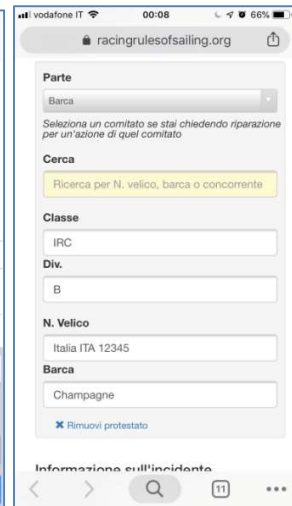 vodafone IT 00:08 66%
racingrulesofsailing.org
Parte
Barca
Seleziona un comitato se stai chiedendo riparazione
per un'azione di quel comitato
Cerca
Ricerca per N. velico, barca o concorrente
Classe
IRC
Div.
B
N. Velico
Italia ITA 12345
Barca
Champagne
✖ Rimuovi protestato
Informazione sull'incidente
11